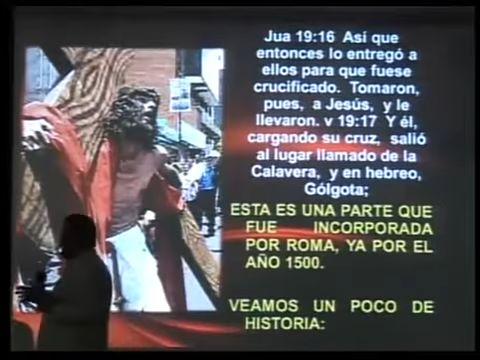 Jua 19:16 Así que
entonces lo entregó a
ellos para que fuese
crucificado. Tomaron,
pues, a Jesús, y le
llevaron. v 19:17 Y él,
cargando su cruz, salió
al lugar llamado de la
Calavera, y en hebreo,
Gólgota;
ESTA ES UNA PARTE QUE
FUE INCORPORADA
POR ROMA, YA POR EL
AÑO 1500.
VEAMOS UN POCO DE
HISTORIA: